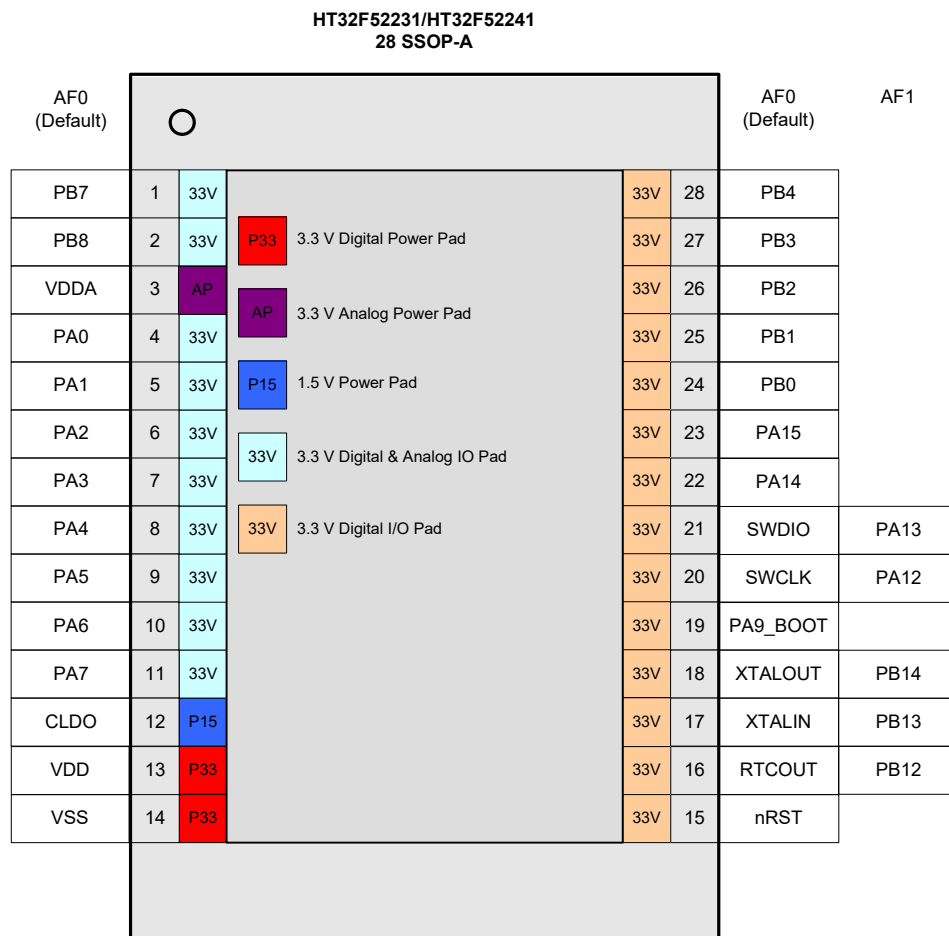 HT32F52231/HT32F52241
28 SSOP-A
AF0
(Default)
AF0
(Default)
AF1
PB7 1 33V 33V 28 PB4
PB8 2 33V 33V 27 PB3
P33 3.3 V Digital Power Pad
VDDA 3 AP 33V 26 PB2
AP 3.3 V Analog Power Pad
PA0 4 33V 33V 25 PB1
PA1 5 33V P15 1.5 V Power Pad 33V 24 PB0
PA2 6 33V 33V 23 PA15
33V 3.3 V Digital & Analog IO Pad
PA3 7 33V 33V 22 PA14
PA4 8 33V 33V 3.3 V Digital I/O Pad 33V 21 SWDIO PA13
PA5 9 33V 33V 20 SWCLK PA12
PA6 10 33V 33V 19 PA9_BOOT
PA7 11 33V 33V 18 XTALOUT PB14
CLDO 12 P15 33V 17 XTALIN PB13
VDD 13 P33 33V 16 RTCOUT PB12
VSS 14 P33 33V 15 nRST